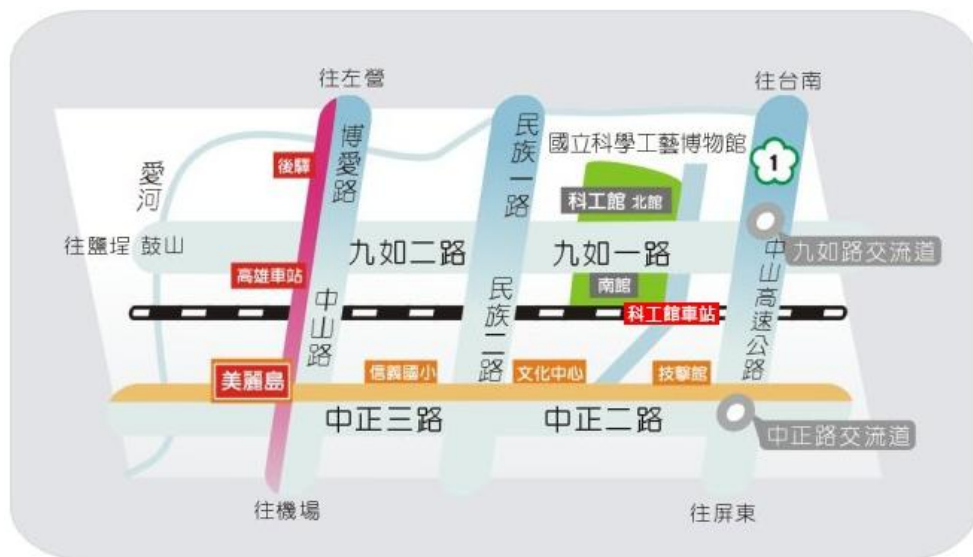 往左營
往台南
國立科學工藝博物館
博愛路
民族一路
1
後驛
愛河
科工館 北館
往鹽埕 鼓山
九如二路
九如一路
九如路交流道
高雄車站
南館
中山高速公路
中山路
民族二路
科工館車站
美麗島
信義國小
文化中心
技擊館
中正三路
中正二路
中正路交流道
往機場
往屏東